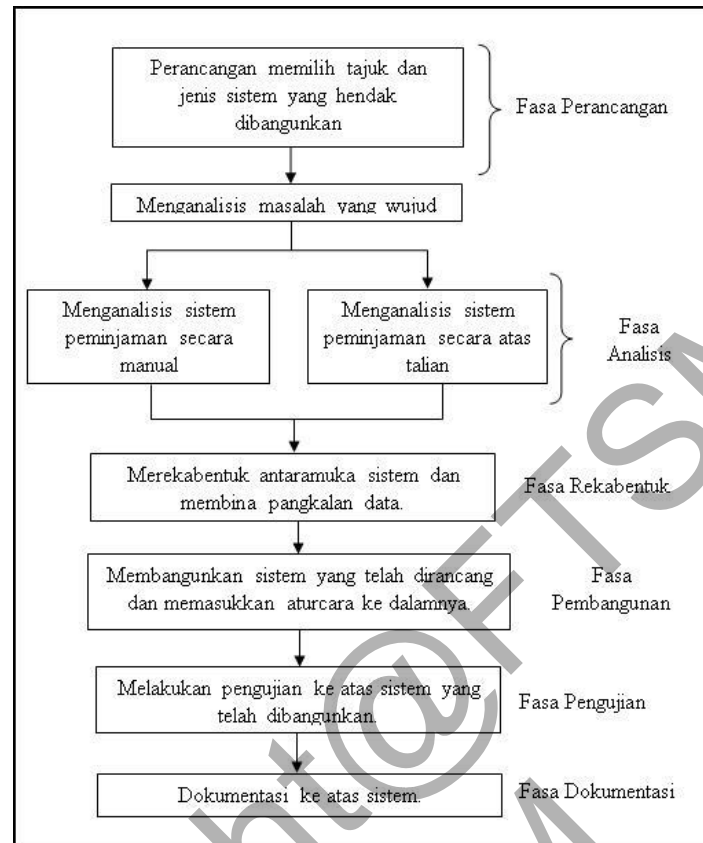 Perancangan memilih tajuk dan
jenis sistem yang hendak
dibangunkan
Fasa Perancangan
Menganalisis masalah yang wujud
Menganalisis sistem
peminjaman secara
manual
Menganalisis sistem
peminjaman secara atas
talian
Fasa
Analisis
Merekabentuk antaramuka sistem dan
membina pangkalan data.
Fasa Rekabentuk
Membangunkan sistem yang telah dirancang
dan memasukkan aturcara ke dalamnya.
Fasa
Pembangunan
Melakukan pengujian ke atas sistem yang
telah dibangunkan.
Fasa Pengujian
Dokumentasi ke atas sistem.
Fasa Dokumentasi
ht@FTSM